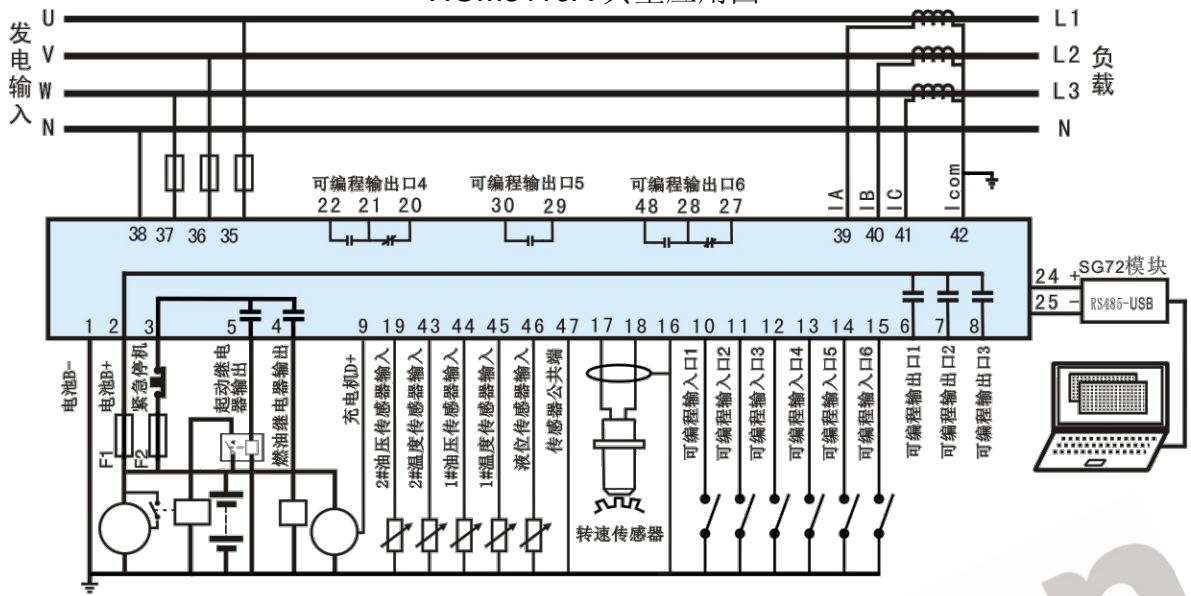 发电输入
U
V
W
N
L1
L2
L3
N
负载
可编程输出口4
22 21 20
可编程输出口5
30 29
可编程输出口6
48 28 27
IA
IB
IC
Icom
38 37 36 35
39 40 41 42
24 +
25 -
SG72模块
RS485-USB
1 2 3 5 4 9 19 43 44 45 46 47 17 18 16 10 11 12 13 14 15 6 7 8
电池B-
电池B+
紧急停机
起动继电
器输出
燃油继电器输出
充电机D+
2#油压传感器输入
2#温度传感器输入
1#油压传感器输入
1#温度传感器输入
液位传感器输入
传感器公共端
可编程输入口1
可编程输入口2
可编程输入口3
可编程输入口4
可编程输入口5
可编程输入口6
可编程输出口1
可编程输出口2
可编程输出口3
F1
F2
转速传感器